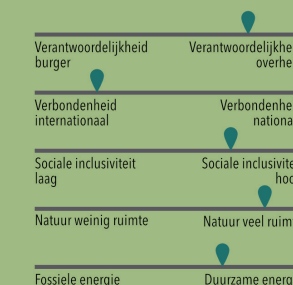 Verantwoordelijkheid
burger
Verantwoordelijkhe
overhe
Verbondenheid
internationaal
Verbondenhe
nationa
Sociale inclusiviteit
laag
Sociale inclusivite
hoo
Natuur weinig ruimte
Natuur veel ruim
Fossiele energie
Duurzame energ